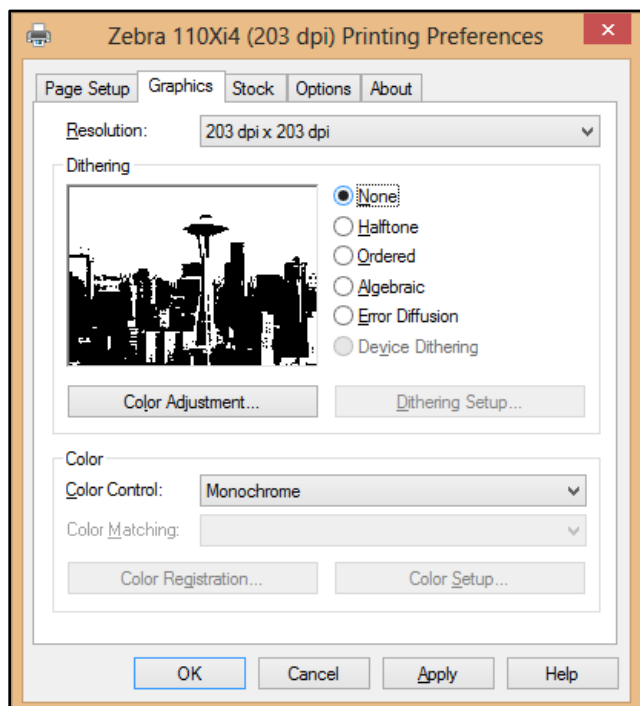 Zebra 110Xi4 (203 dpi) Printing Preferences
Page Setup Graphics Stock Options About
Resolution: 203 dpi x 203 dpi
Dithering
None
Halftone
Ordered
Algebraic
Error Diffusion
Device Dithering
Color Adjustment... Dithering Setup...
Color
Color Control: Monochrome
Color Matching:
Color Registration... Color Setup...
OK Cancel Apply Help